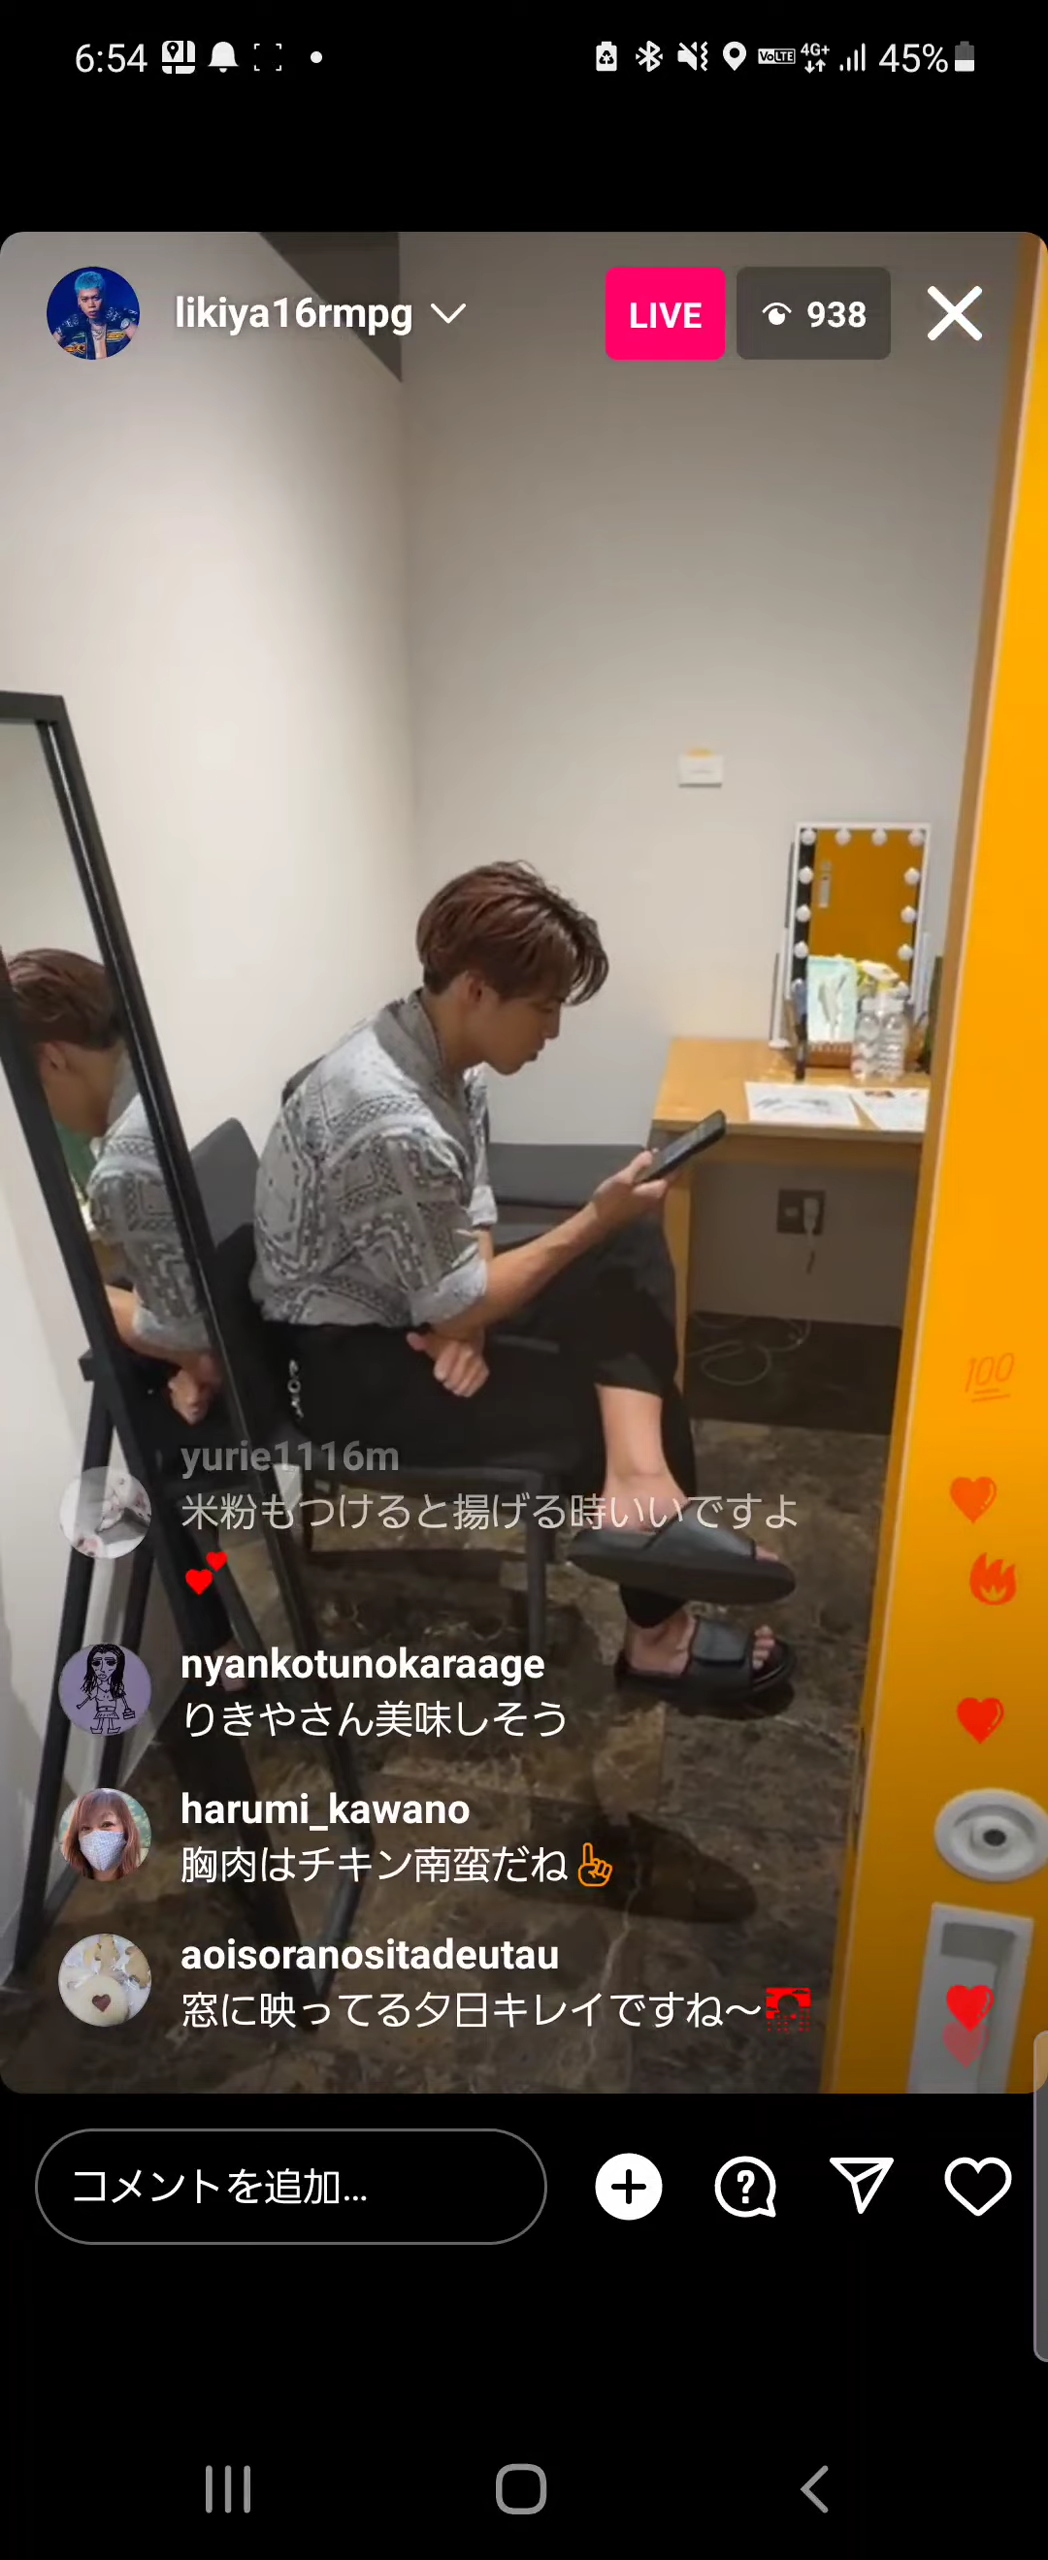 6:54
VoLTE 4G+ 45%
likiya16rmpg
LIVE
938
100
yurie1116m
米粉もつけると揚げる時いいですよ
💕
nyankotunokaraage
りきやさん美味しそう
harumi_kawano
胸肉はチキン南蛮だね👆
aoisoranositadeutau
窓に映ってる夕日キレイですね〜🌅
コメントを追加...